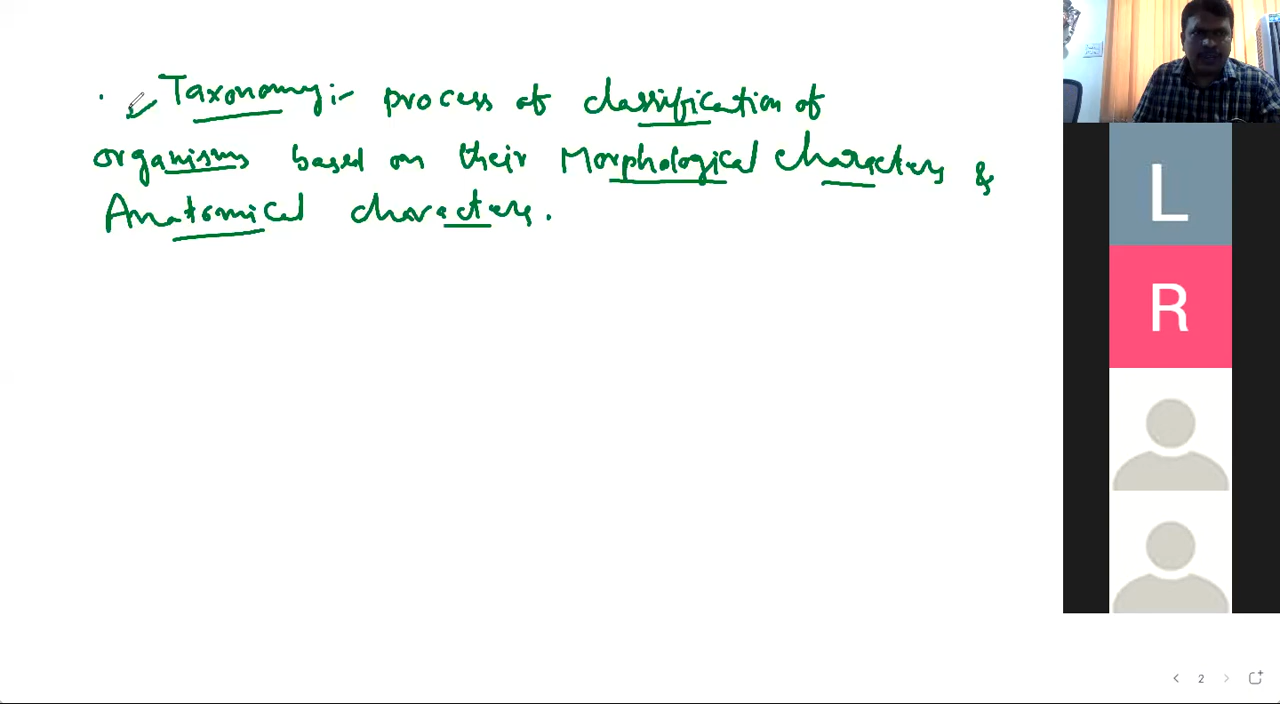 . Taxonomy :- process of classification of
organisms based on their Morphological characters &
Anatomical characters.
L
R
< 2 >